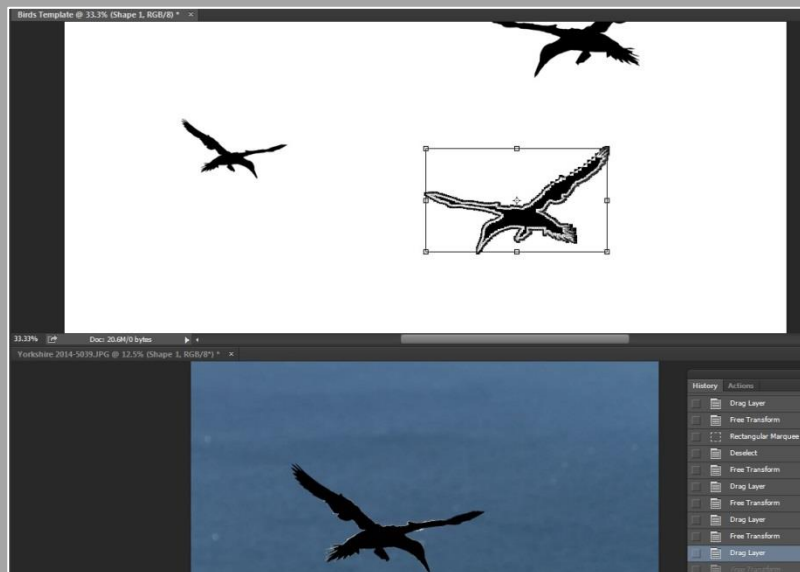 Birds Template @ 33.3% (Shape 1, RGB/8) * ×
33.33% Doc: 20.6M/0 bytes
Yorkshire 2014-5039.JPG @ 12.5% (Shape 1, RGB/8*) * ×
History Actions
Drag Layer
Free Transform
Rectangular Marquee
Deselect
Free Transform
Drag Layer
Free Transform
Drag Layer
Free Transform
Drag Layer
Free Transform